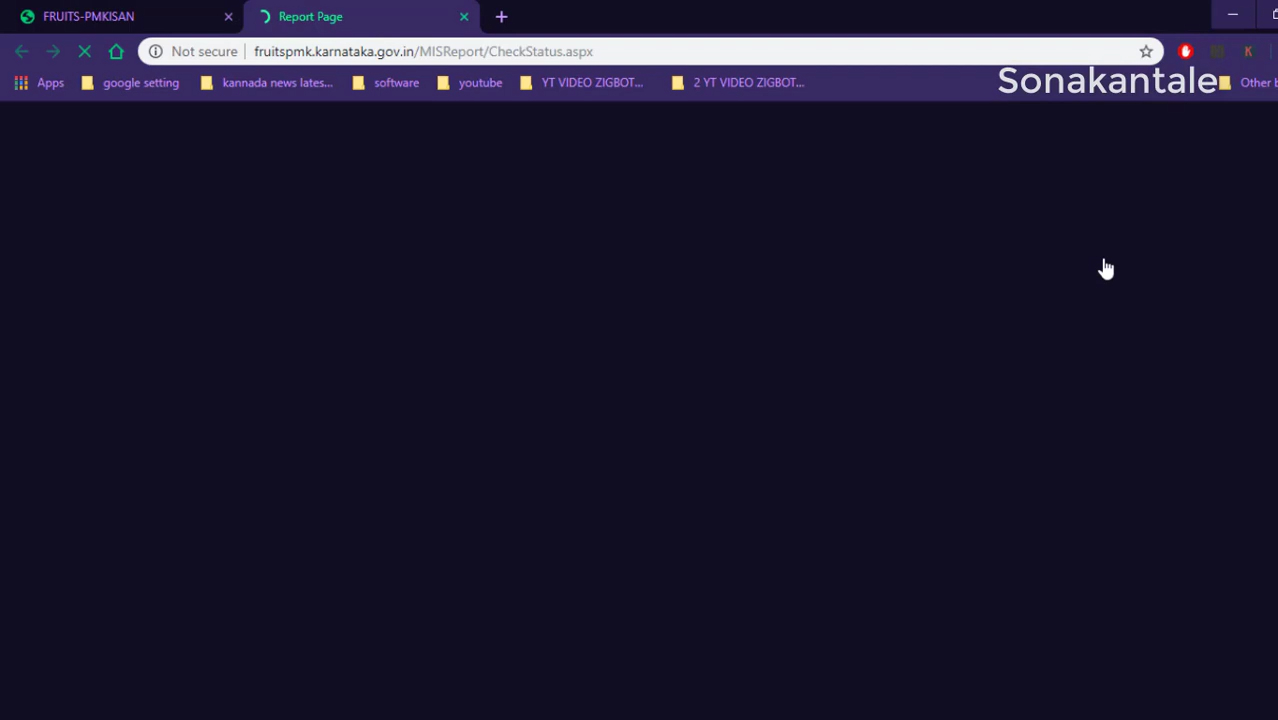 FRUITS-PMKISAN
Report Page
Not secure
fruitspmk.karnataka.gov.in/MISReport/CheckStatus.aspx
K
Apps
google setting
kannada news lates...
software
youtube
YT VIDEO ZIGBOT...
2 YT VIDEO ZIGBOT...
Sonakantale
Other b